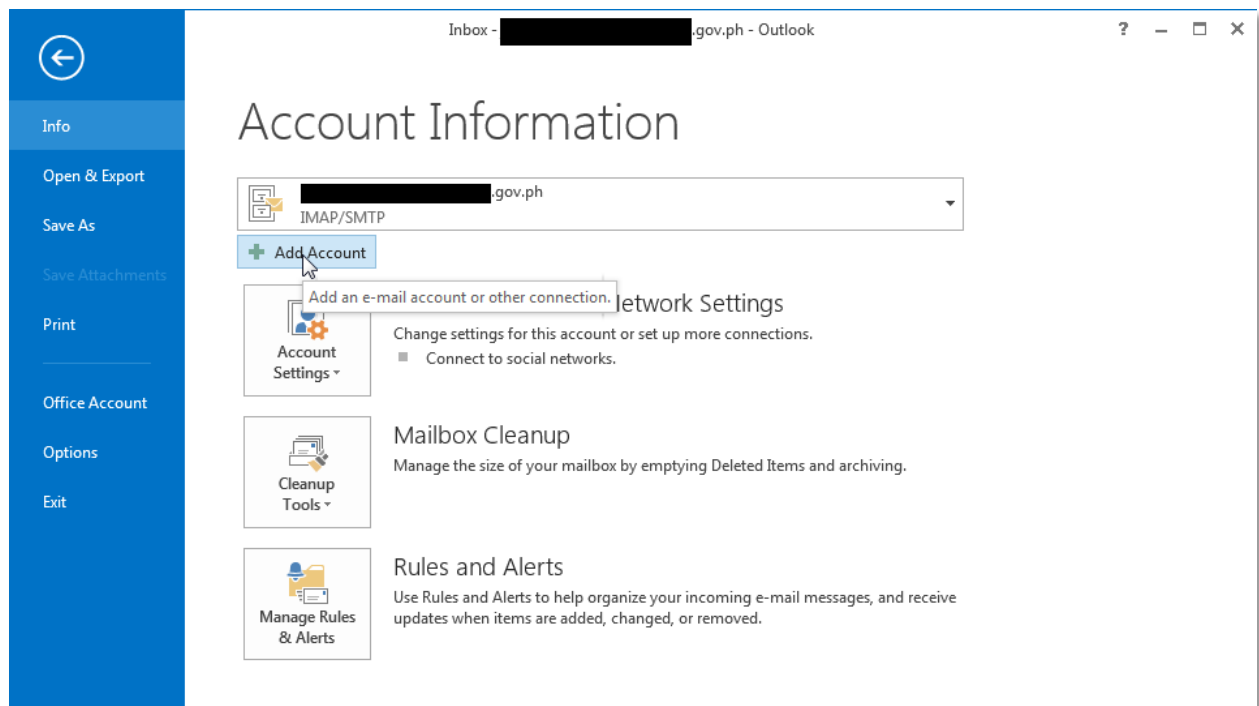 Inbox - .gov.ph - Outlook
?
Info
Open & Export
Save As
Save Attachments
Print
Office Account
Options
Exit
Account Information
.gov.ph
IMAP/SMTP
Add Account
Add an e-mail account or other connection.
etwork Settings
Change settings for this account or set up more connections.
Connect to social networks.
Account
Settings
Mailbox Cleanup
Manage the size of your mailbox by emptying Deleted Items and archiving.
Cleanup
Tools
Rules and Alerts
Use Rules and Alerts to help organize your incoming e-mail messages, and receive
updates when items are added, changed, or removed.
Manage Rules
& Alerts